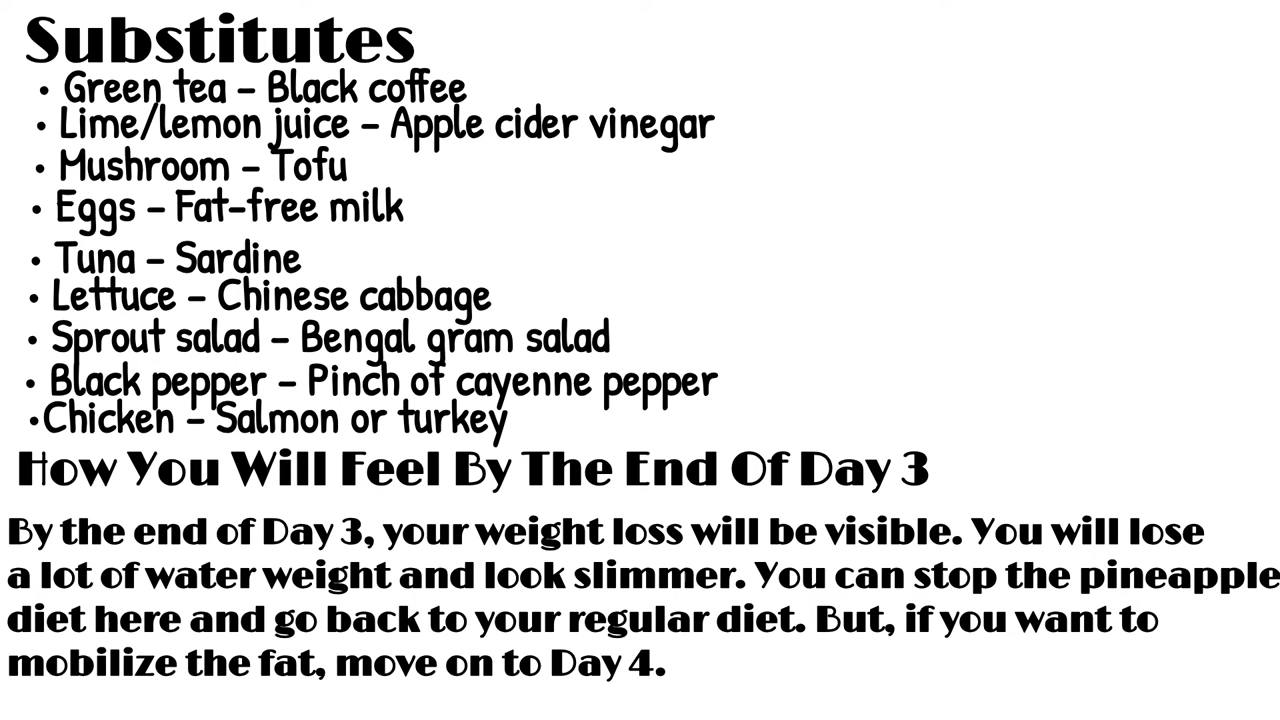 Substitutes
• Green tea – Black coffee
• Lime/lemon juice – Apple cider vinegar
• Mushroom – Tofu
• Eggs – Fat-free milk
• Tuna – Sardine
• Lettuce – Chinese cabbage
• Sprout salad – Bengal gram salad
• Black pepper – Pinch of cayenne pepper
•Chicken – Salmon or turkey
How You Will Feel By The End Of Day 3
By the end of Day 3, your weight loss will be visible. You will lose
a lot of water weight and look slimmer. You can stop the pineapple
diet here and go back to your regular diet. But, if you want to
mobilize the fat, move on to Day 4.